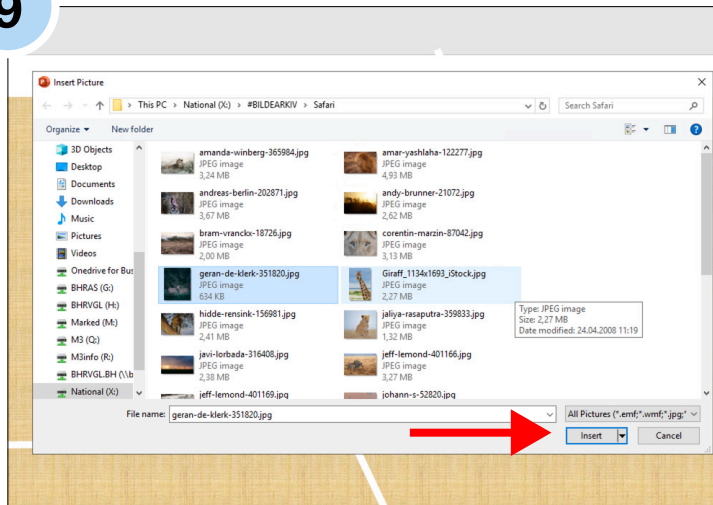 9
Insert Picture
This PC > National (X:) > #BILDEARKIV > Safari
Search Safari
Organize
New folder
3D Objects
Desktop
Documents
Downloads
Music
Pictures
Videos
Onedrive for Bus
BHRAS (G:)
BHRVGL (H:)
Marked (M:)
M3 (Q:)
M3info (R:)
BHRVGL.BH (\\b
National (X:)
amanda-winberg-365984.jpg
JPEG image
3,24 MB
amar-yashlaha-122277.jpg
JPEG image
4,93 MB
andreas-berlin-202871.jpg
JPEG image
3,67 MB
andy-brunner-21072.jpg
JPEG image
2,62 MB
bram-vranckx-18726.jpg
JPEG image
2,00 MB
corentin-marzin-87042.jpg
JPEG image
3,13 MB
geran-de-klerk-351820.jpg
JPEG image
634 KB
Giraff_1134x1693_iStock.jpg
JPEG image
2,27 MB
hidde-rensink-156981.jpg
JPEG image
2,41 MB
jaliya-rasaputra-359833.jpg
JPEG image
1,32 MB
Type: JPEG image
Size: 2,27 MB
Date modified: 24.04.2008 11:19
javi-lorbada-316408.jpg
JPEG image
2,38 MB
jeff-lemond-401166.jpg
JPEG image
3,27 MB
jeff-lemond-401169.jpg
johann-s-52820.jpg
File name: geran-de-klerk-351820.jpg
All Pictures (*.emf;*.wmf;*.jpg;*
Insert
Cancel